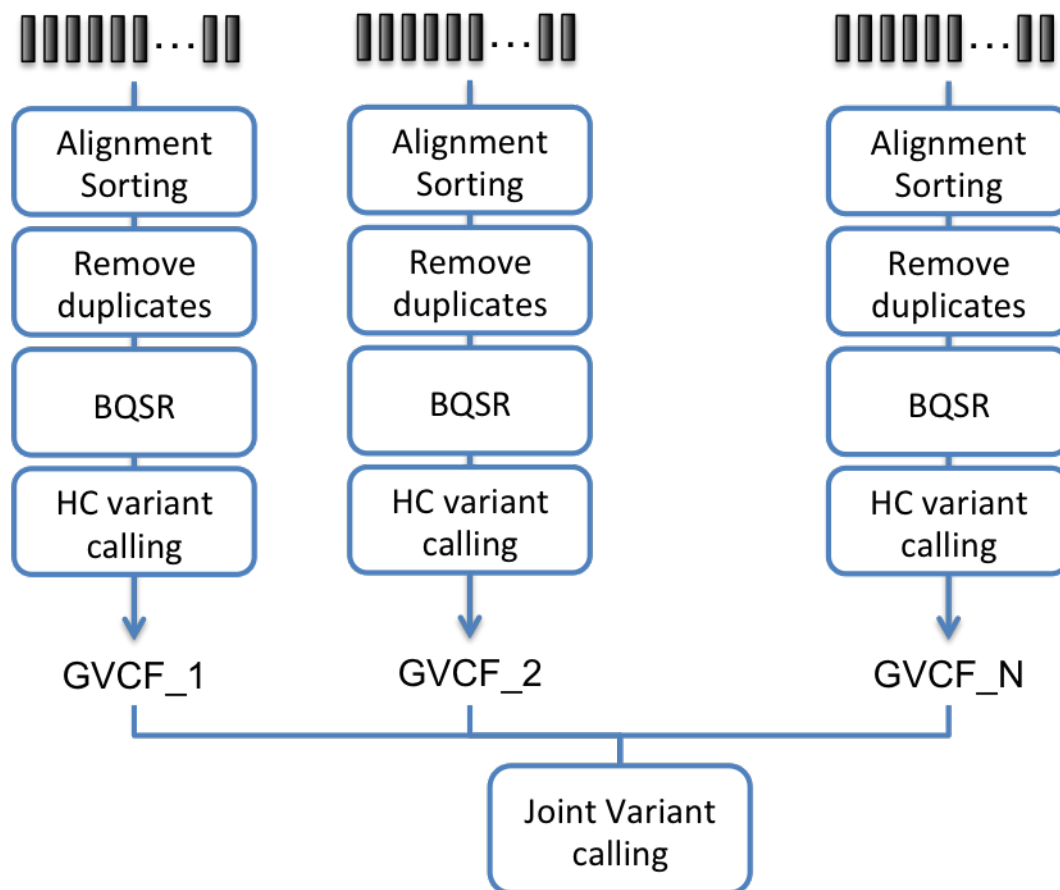 ...
Alignment
Sorting
Remove
duplicates
BQSR
HC variant
calling
GVCF_1
...
Alignment
Sorting
Remove
duplicates
BQSR
HC variant
calling
GVCF_2
...
Alignment
Sorting
Remove
duplicates
BQSR
HC variant
calling
GVCF_N
Joint Variant
calling